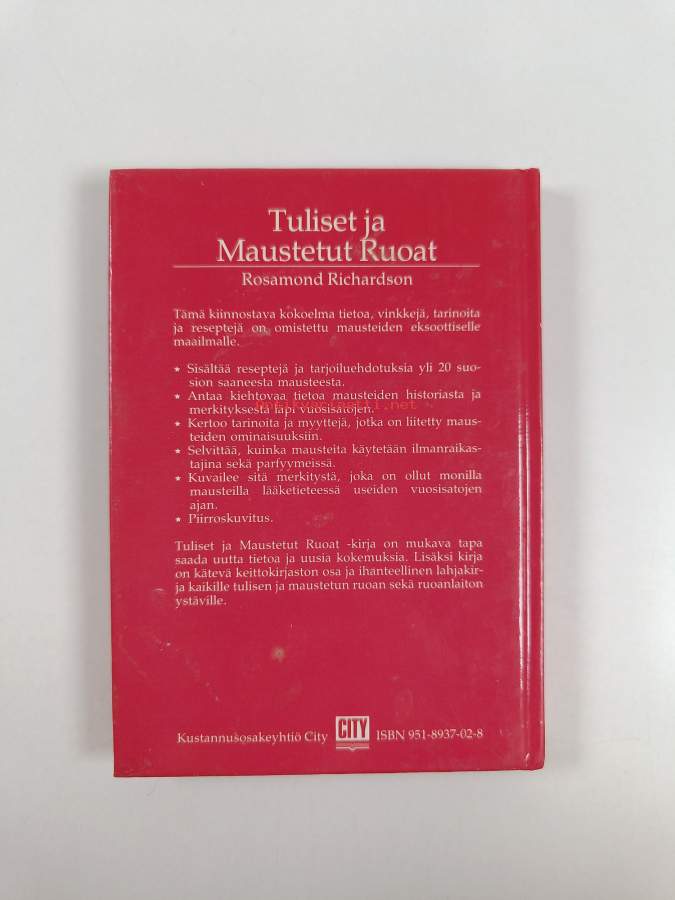 Tuliset ja
Maustetut Ruoat
Rosamond Richardson
Tämä kiinnostava kokoelma tietoa, vinkkejä, tarinoita
ja reseptejä on omistettu mausteiden eksoottiselle
maailmalle.
★ Sisältää reseptejä ja tarjoiluehdotuksia yli 20 suo-
sion saaneesta mausteesta.
★ Antaa kiehtovaa tietoa mausteiden historiasta ja
merkityksestä läpi vuosisatojen.
★ Kertoo tarinoita ja myyttejä, jotka on liitetty maus-
teiden ominaisuuksiin.
★ Selvittää, kuinka mausteita käytetään ilmanraikas-
tajina sekä parfyymeissä.
★ Kuvailee sitä merkitystä, joka on ollut monilla
mausteilla lääketieteessä useiden vuosisatojen
ajan.
★ Piirroskuvitus.
Tuliset ja Maustetut Ruoat -kirja on mukava tapa
saada uutta tietoa ja uusia kokemuksia. Lisäksi kirja
on kätevä keittokirjaston osa ja ihanteellinen lahjakir-
ja kaikille tulisen ja maustetun ruoan sekä ruoanlaiton
ystäville.
Kustannusosakeyhtiö City CITY ISBN 951-8937-02-8